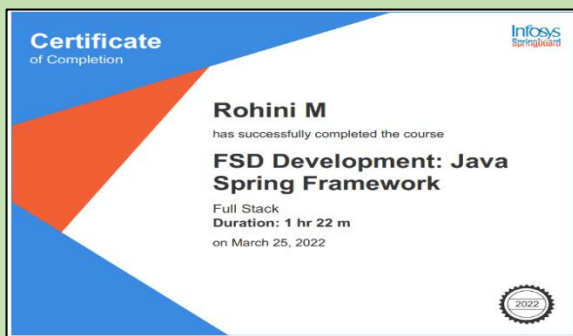 Certificate
of Completion
Infosys
Springboard
Rohini M
has successfully completed the course
FSD Development: Java
Spring Framework
Full Stack
Duration: 1 hr 22 m
on March 25, 2022
2022